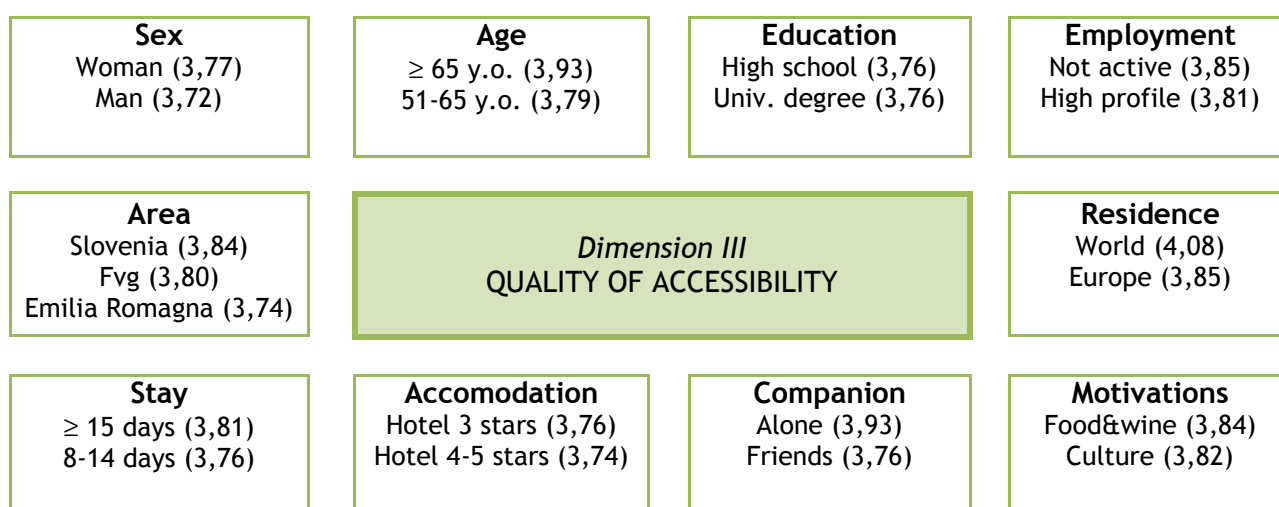 Sex
Woman (3,77)
Man (3,72)
Age
≥ 65 y.o. (3,93)
51-65 y.o. (3,79)
Education
High school (3,76)
Univ. degree (3,76)
Employment
Not active (3,85)
High profile (3,81)
Area
Slovenia (3,84)
Fvg (3,80)
Emilia Romagna (3,74)
Dimension III
QUALITY OF ACCESSIBILITY
Residence
World (4,08)
Europe (3,85)
Stay
≥ 15 days (3,81)
8-14 days (3,76)
Accomodation
Hotel 3 stars (3,76)
Hotel 4-5 stars (3,74)
Companion
Alone (3,93)
Friends (3,76)
Motivations
Food&wine (3,84)
Culture (3,82)